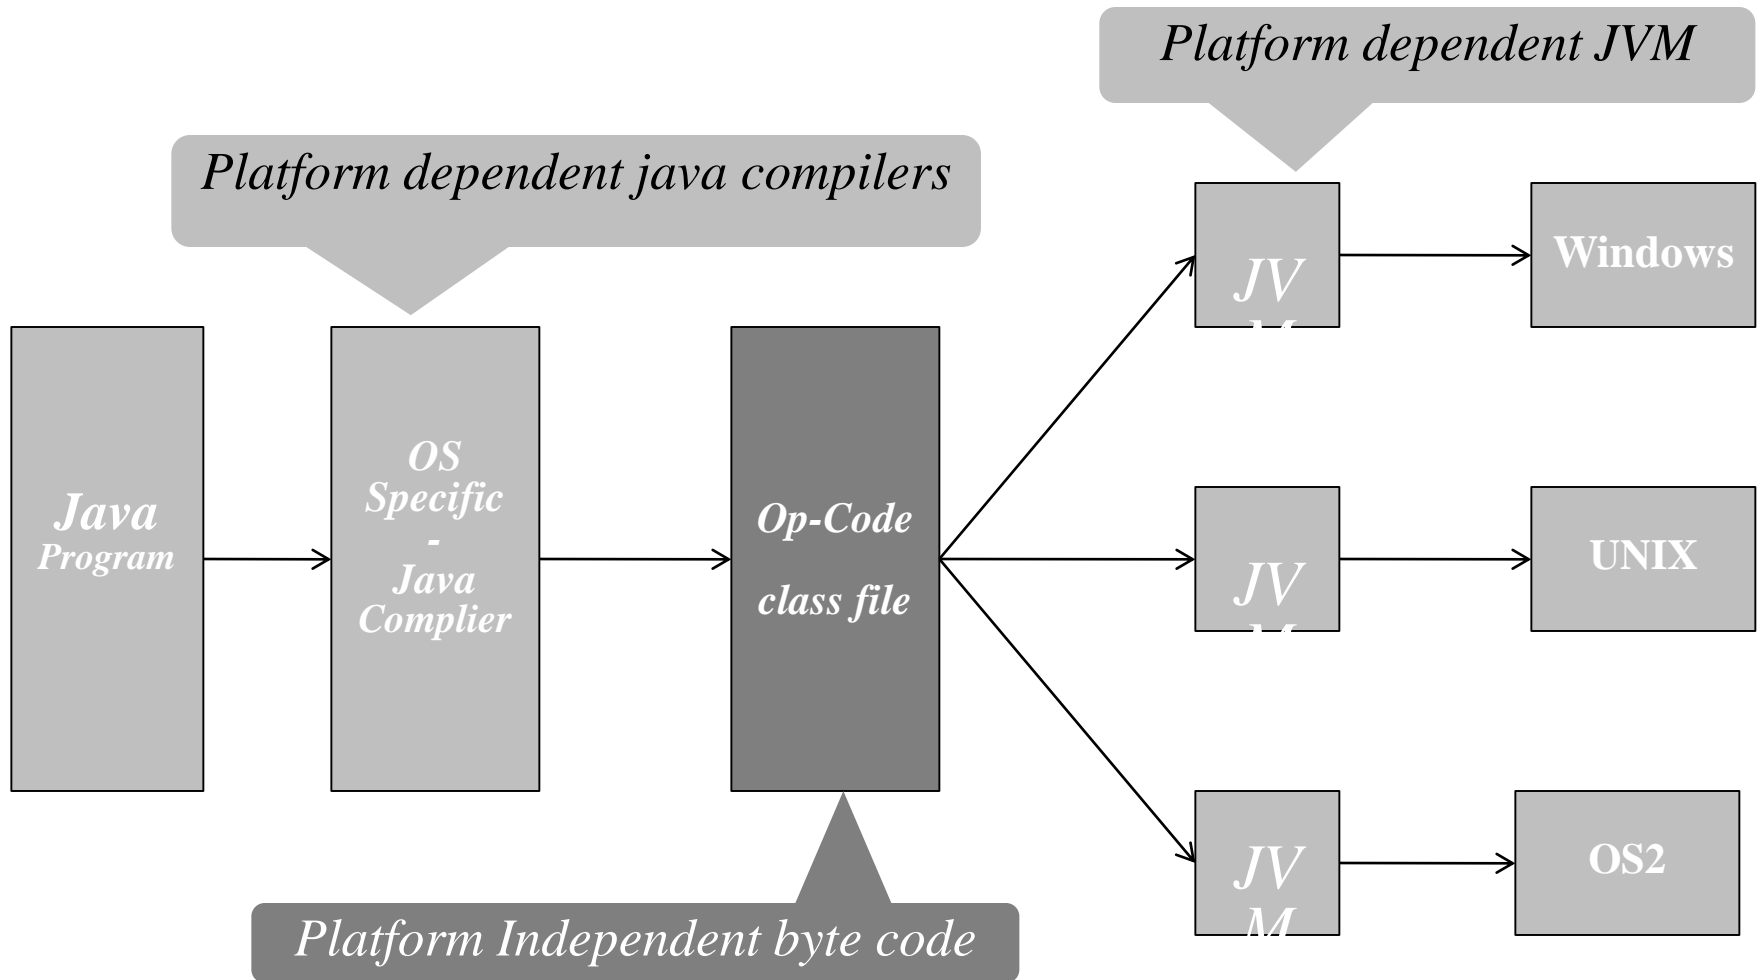 Platform dependent JVM
Platform dependent java compilers
Java
Program
OS
Specific
-
Java
Complier
Op-Code
class file
JV
M
Windows
JV
M
UNIX
JV
M
OS2
Platform Independent byte code